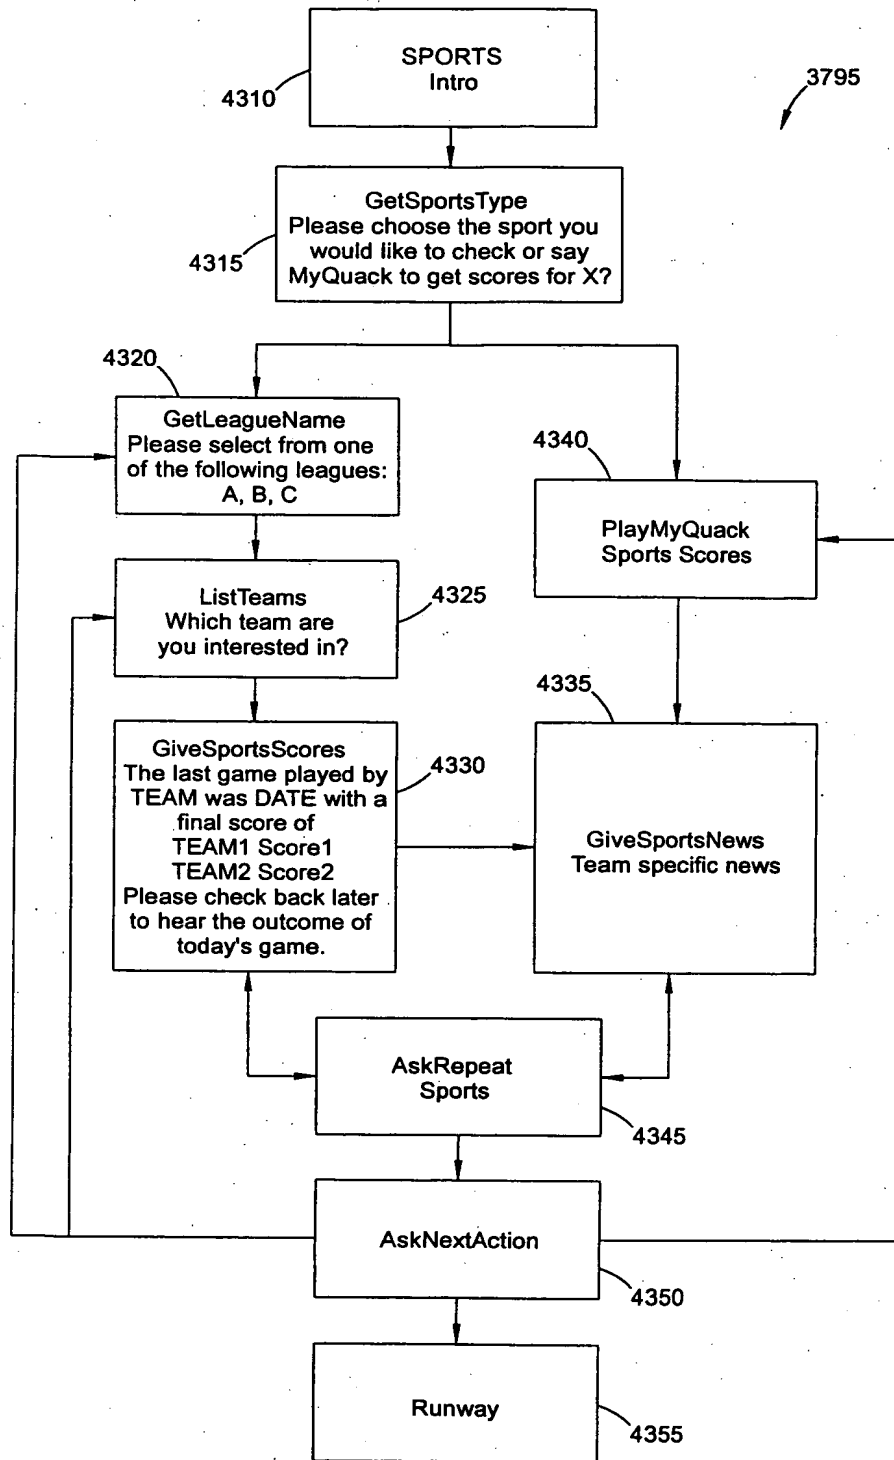 SPORTS
Intro
4310
3795
GetSportsType
Please choose the sport you
would like to check or say
MyQuack to get scores for X?
4315
4320
GetLeagueName
Please select from one
of the following leagues:
A, B, C
4340
PlayMyQuack
Sports Scores
ListTeams
Which team are
you interested in?
4325
4335
GiveSportsScores
The last game played by
TEAM was DATE with a
final score of
TEAM1 Score1
TEAM2 Score2
Please check back later
to hear the outcome of
today's game.
4330
GiveSportsNews
Team specific news
AskRepeat
Sports
4345
AskNextAction
4350
Runway
4355